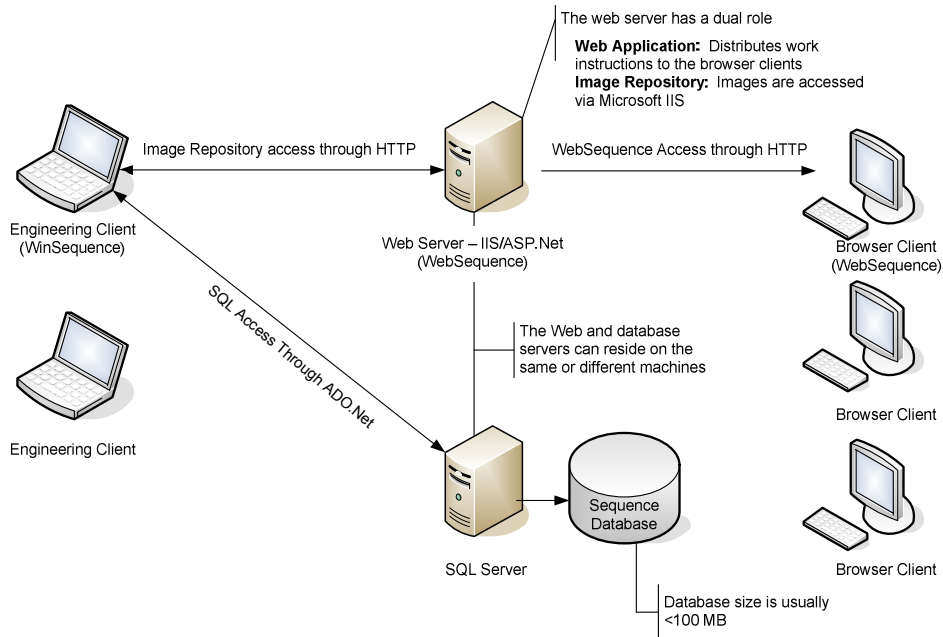 The web server has a dual role
Web Application: Distributes work
instructions to the browser clients
Image Repository: Images are accessed
via Microsoft IIS
Image Repository access through HTTP
WebSequence Access through HTTP
Engineering Client
(WinSequence)
Web Server – IIS/ASP.Net
(WebSequence)
Browser Client
(WebSequence)
SQL Access Through ADO.Net
The Web and database
servers can reside on the
same or different machines
Engineering Client
Browser Client
Sequence
Database
SQL Server
Browser Client
Database size is usually
<100 MB